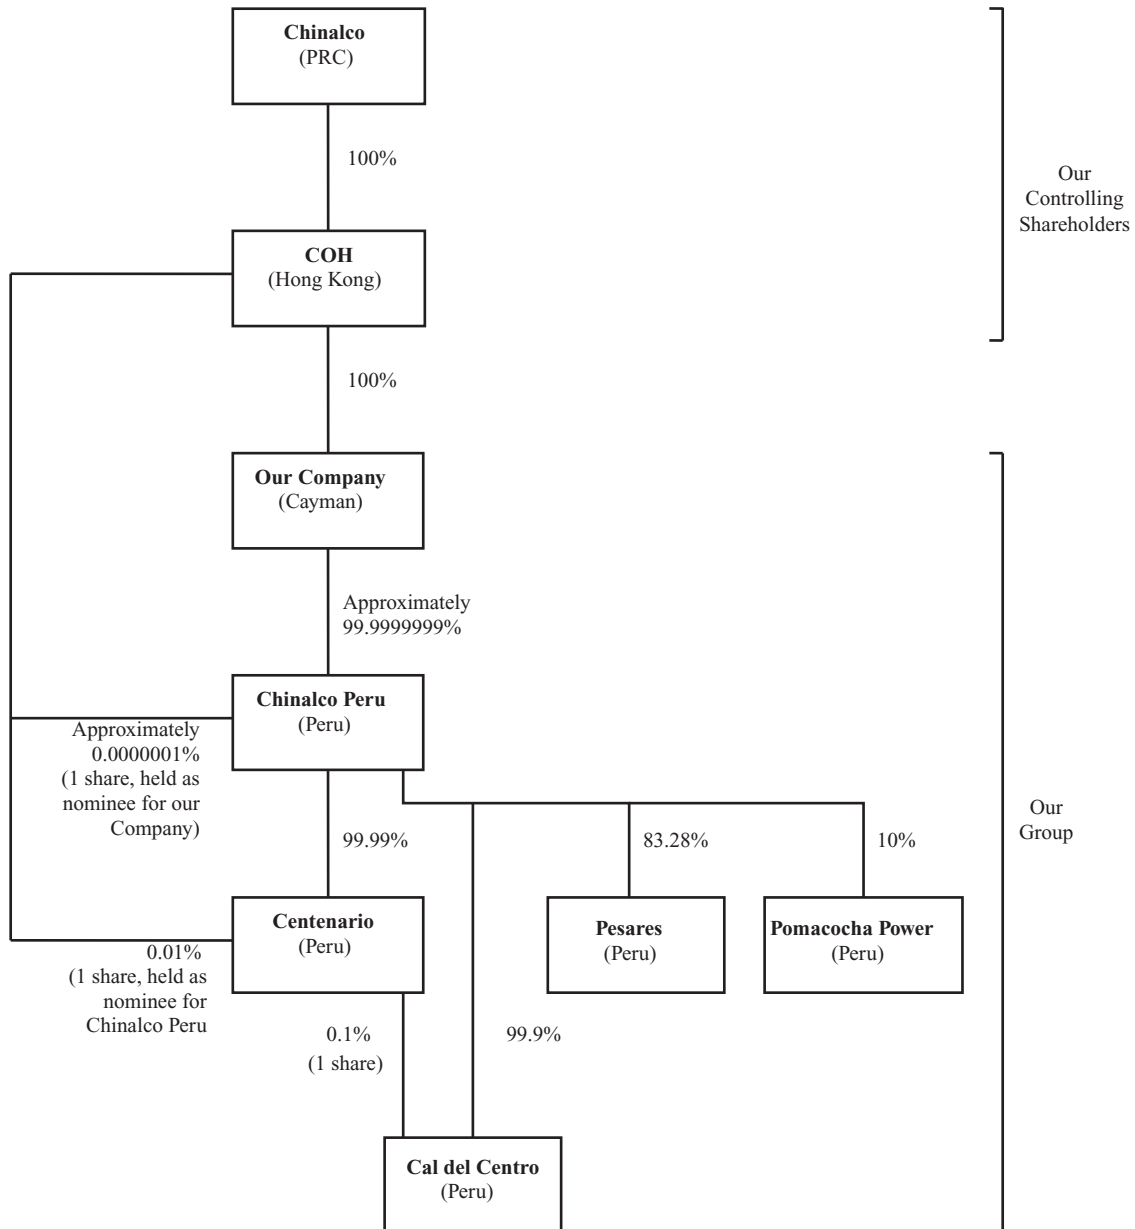 Chinalco
(PRC)
100%
Our
Controlling
Shareholders
COH
(Hong Kong)
100%
Our Company
(Cayman)
Approximately
99.9999999%
Chinalco Peru
(Peru)
Approximately
0.0000001%
(1 share, held as
nominee for our
Company)
99.99%
83.28%
10%
Our
Group
Centenario
(Peru)
Pesares
(Peru)
Pomacocha Power
(Peru)
0.01%
(1 share, held as
nominee for
Chinalco Peru
0.1%
(1 share)
99.9%
Cal del Centro
(Peru)